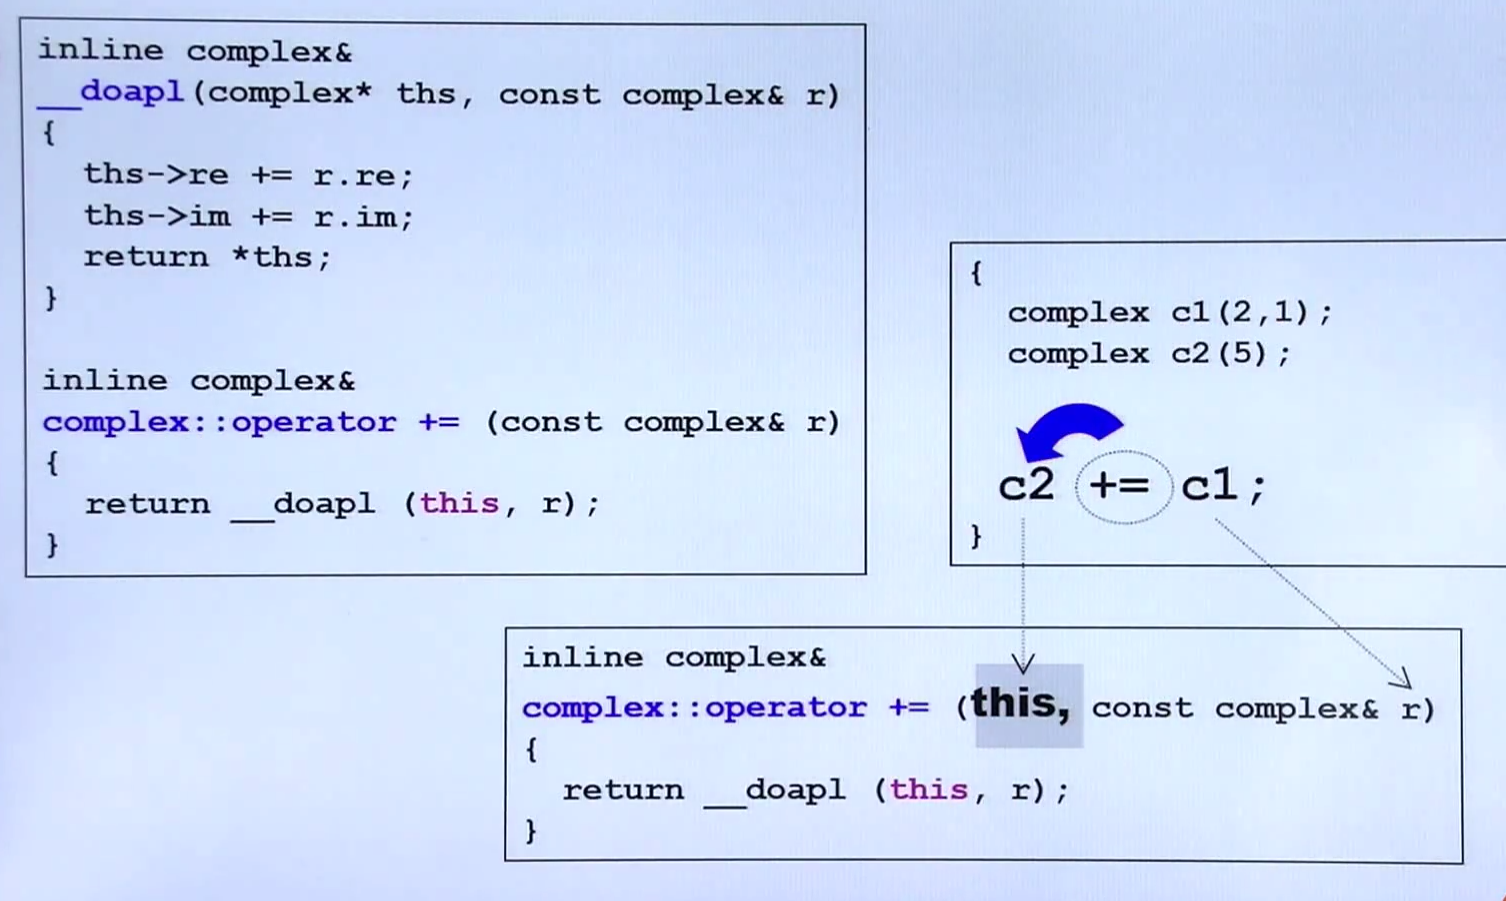 inline complex&
__doapl(complex* ths, const complex& r)
{
ths->re += r.re;
ths->im += r.im;
return *ths;
}
inline complex&
complex::operator += (const complex& r)
{
return __doapl (this, r);
}
{
complex c1(2,1);
complex c2(5);
c2 += c1;
}
inline complex&
complex::operator += (this, const complex& r)
{
return __doapl (this, r);
}